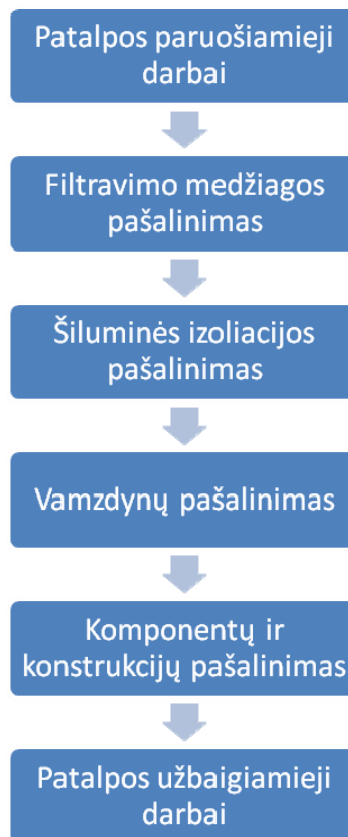 Patalpos paruošiamieji
darbai
Filtravimo medžiagos
pašalinimas
Šiluminės izoliacijos
pašalinimas
Vamzdynų pašalinimas
Komponentų ir
konstrukcijų pašalinimas
Patalpos užbaigiamieji
darbai